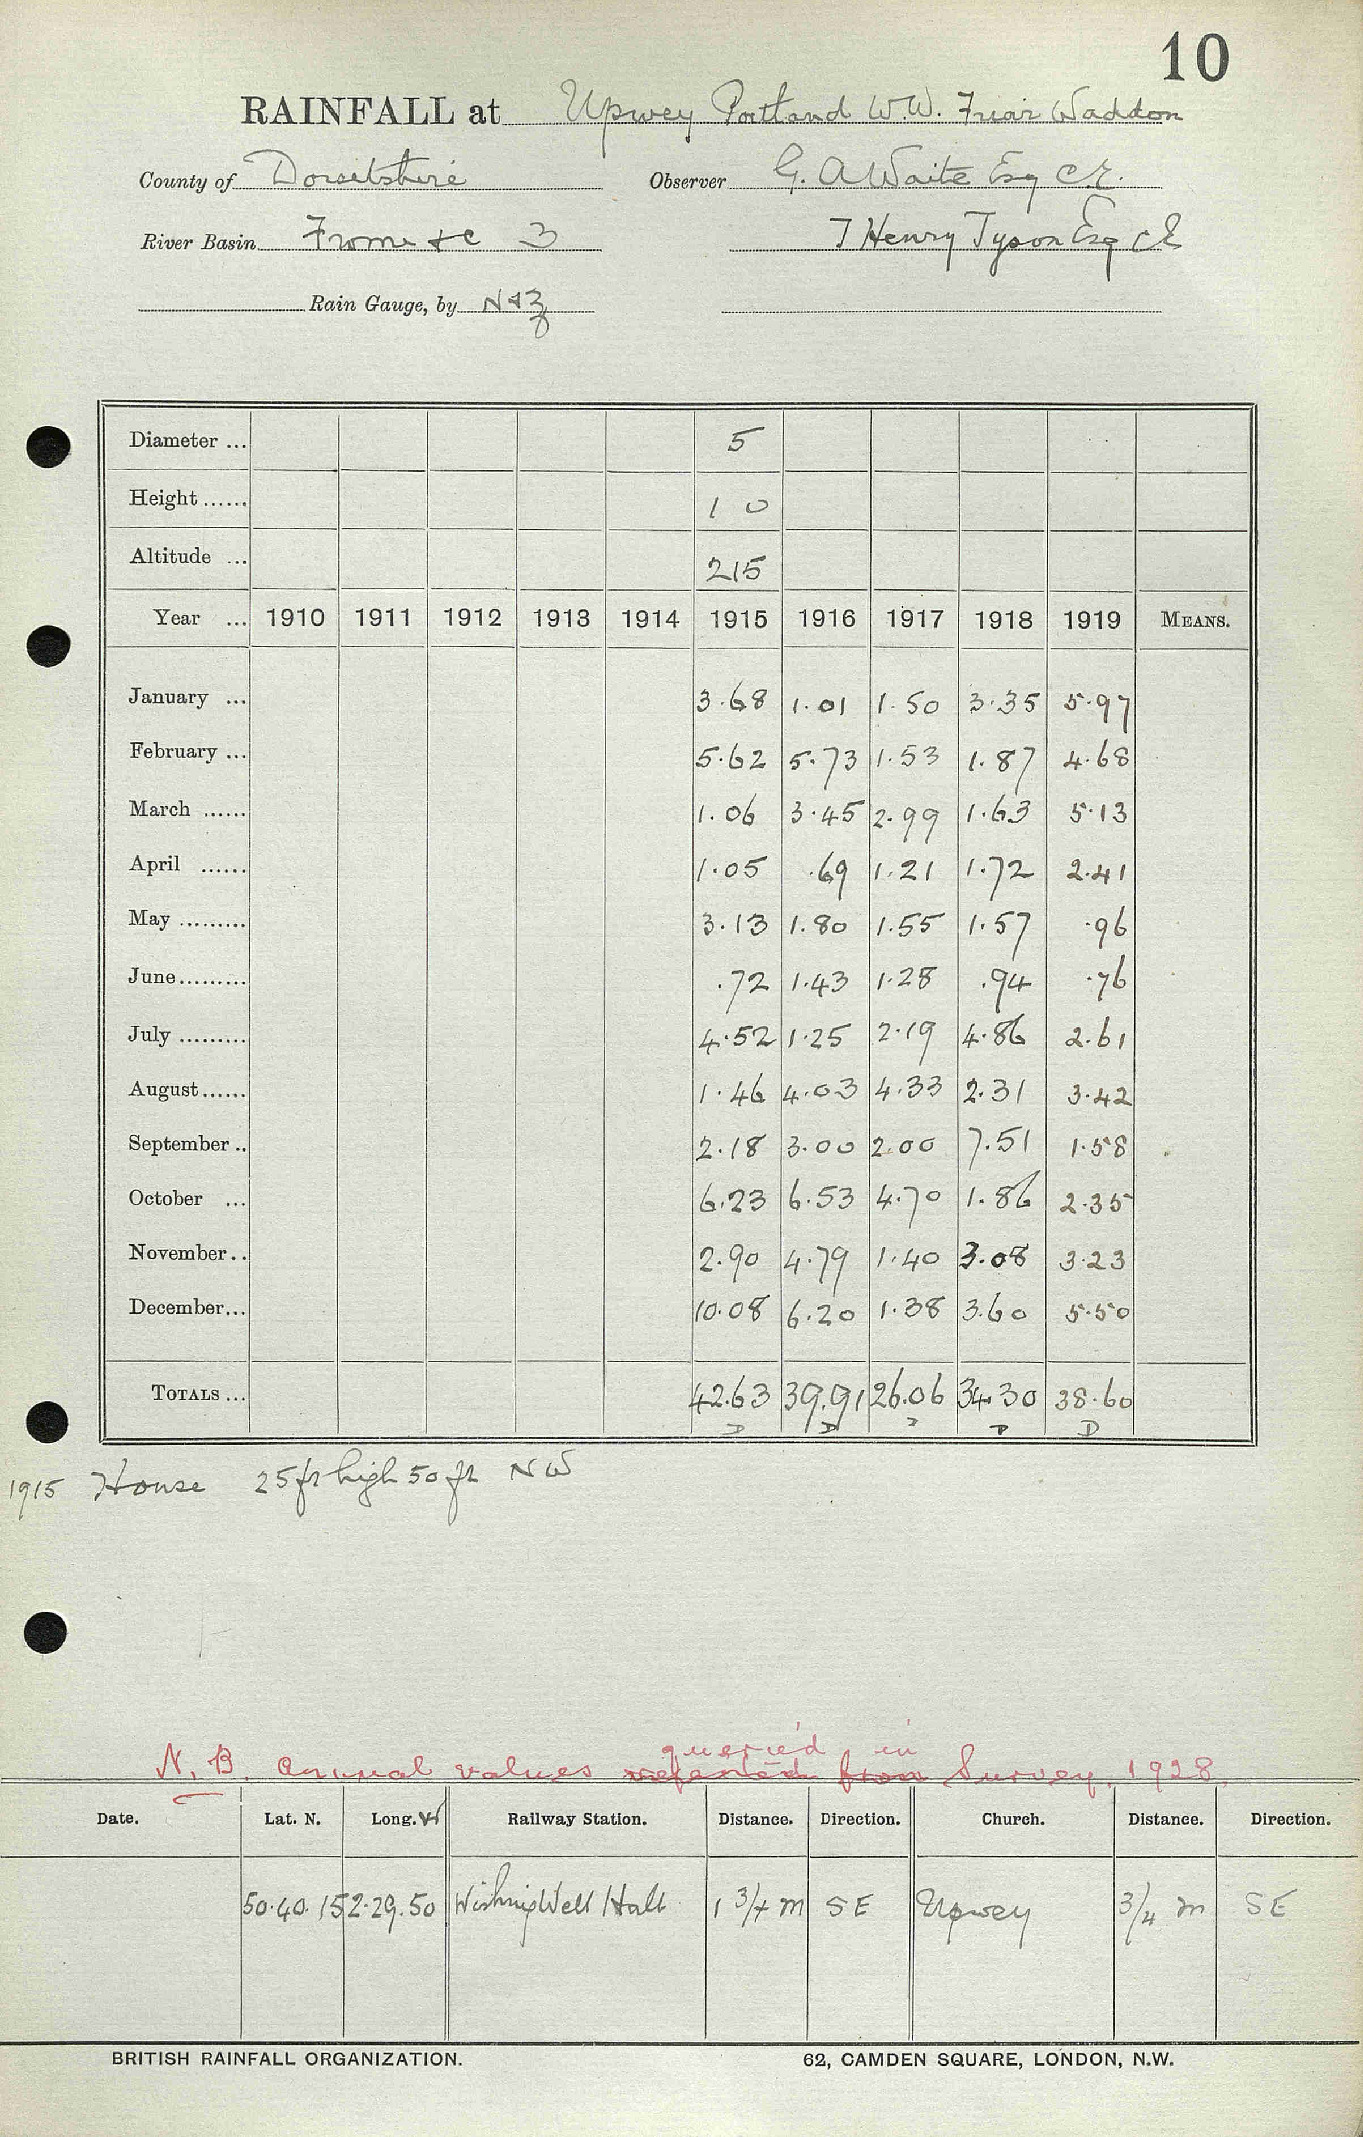 10
RAINFALL at Upwey Portland W.W. Friar Waddon
County of Dorsetshire Observer G. A Waite Esq C.E.
River Basin Frome &c 3 T Henry Tyson Esq CE
Rain Gauge, by N & Z
Diameter ... 5
Height ...... 1 0
Altitude ... 215
Year ... 1910 1911 1912 1913 1914 1915 1916 1917 1918 1919 MEANS.
January ... 3.68 1.01 1.50 3.35 5.97
February ... 5.62 5.73 1.53 1.87 4.68
March ...... 1.06 3.45 2.99 1.63 5.13
April ...... 1.05 .69 1.21 1.72 2.41
May ......... 3.13 1.80 1.55 1.57 .96
June......... .72 1.43 1.28 .94 .76
July ......... 4.52 1.25 2.19 4.86 2.61
August...... 1.46 4.03 4.33 2.31 3.42
September .. 2.18 3.00 2.00 7.51 1.58
October ... 6.23 6.53 4.70 1.86 2.35
November.. 2.90 4.79 1.40 3.08 3.23
December... 10.08 6.20 1.38 3.60 5.50
TOTALS ... 42.63 39.91 26.06 34.30 38.60
D D D D
1915 House 25 ft high 50 ft NW
queried in
N.B. Annual values from Survey, 1928.
Date. Lat. N. Long. W Railway Station. Distance. Direction. Church. Distance. Direction.
50.40.15 2.29.50 Wishing Well Halt 1 3/4 m SE Upwey 3/4 m SE
BRITISH RAINFALL ORGANIZATION. 62, CAMDEN SQUARE, LONDON, N.W.